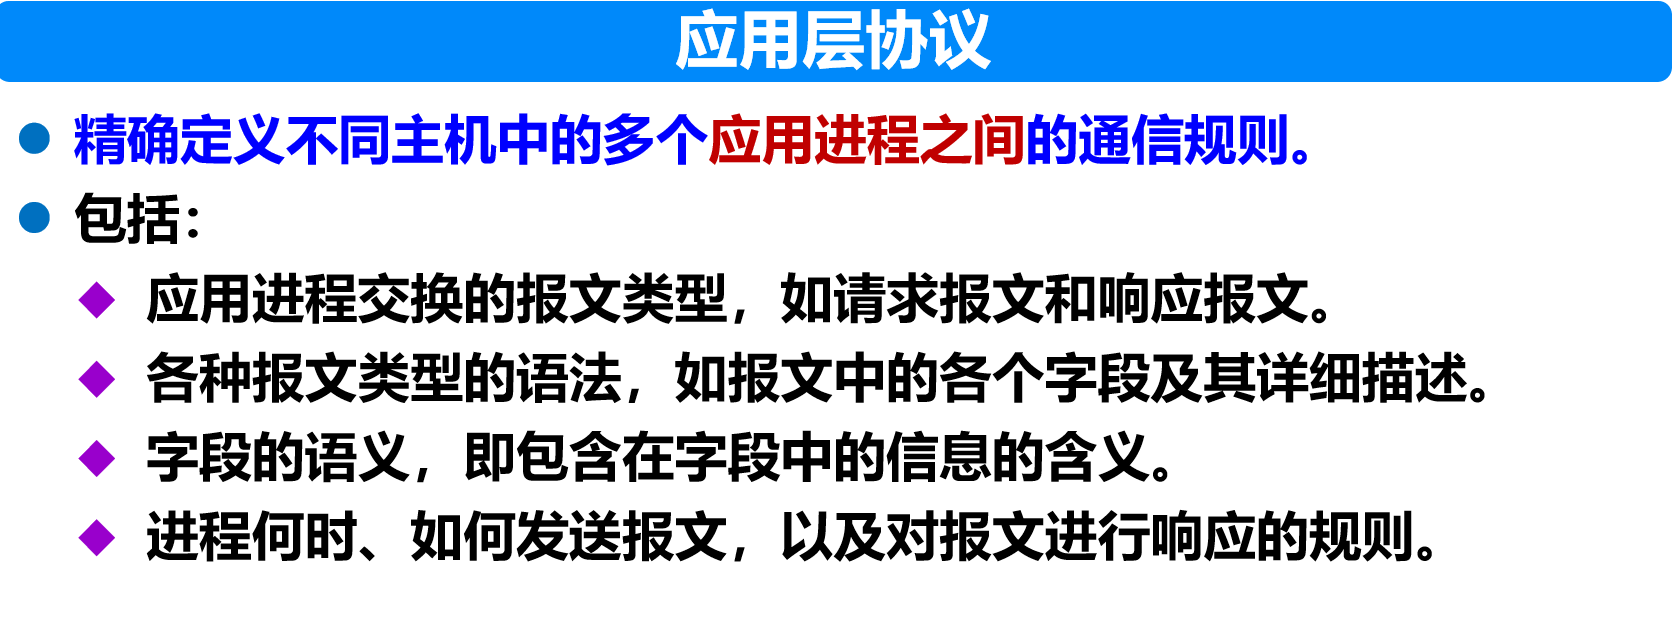 应用层协议
精确定义不同主机中的多个应用进程之间的通信规则。
包括：
应用进程交换的报文类型，如请求报文和响应报文。
各种报文类型的语法，如报文中的各个字段及其详细描述。
字段的语义，即包含在字段中的信息的含义。
进程何时、如何发送报文，以及对报文进行响应的规则。